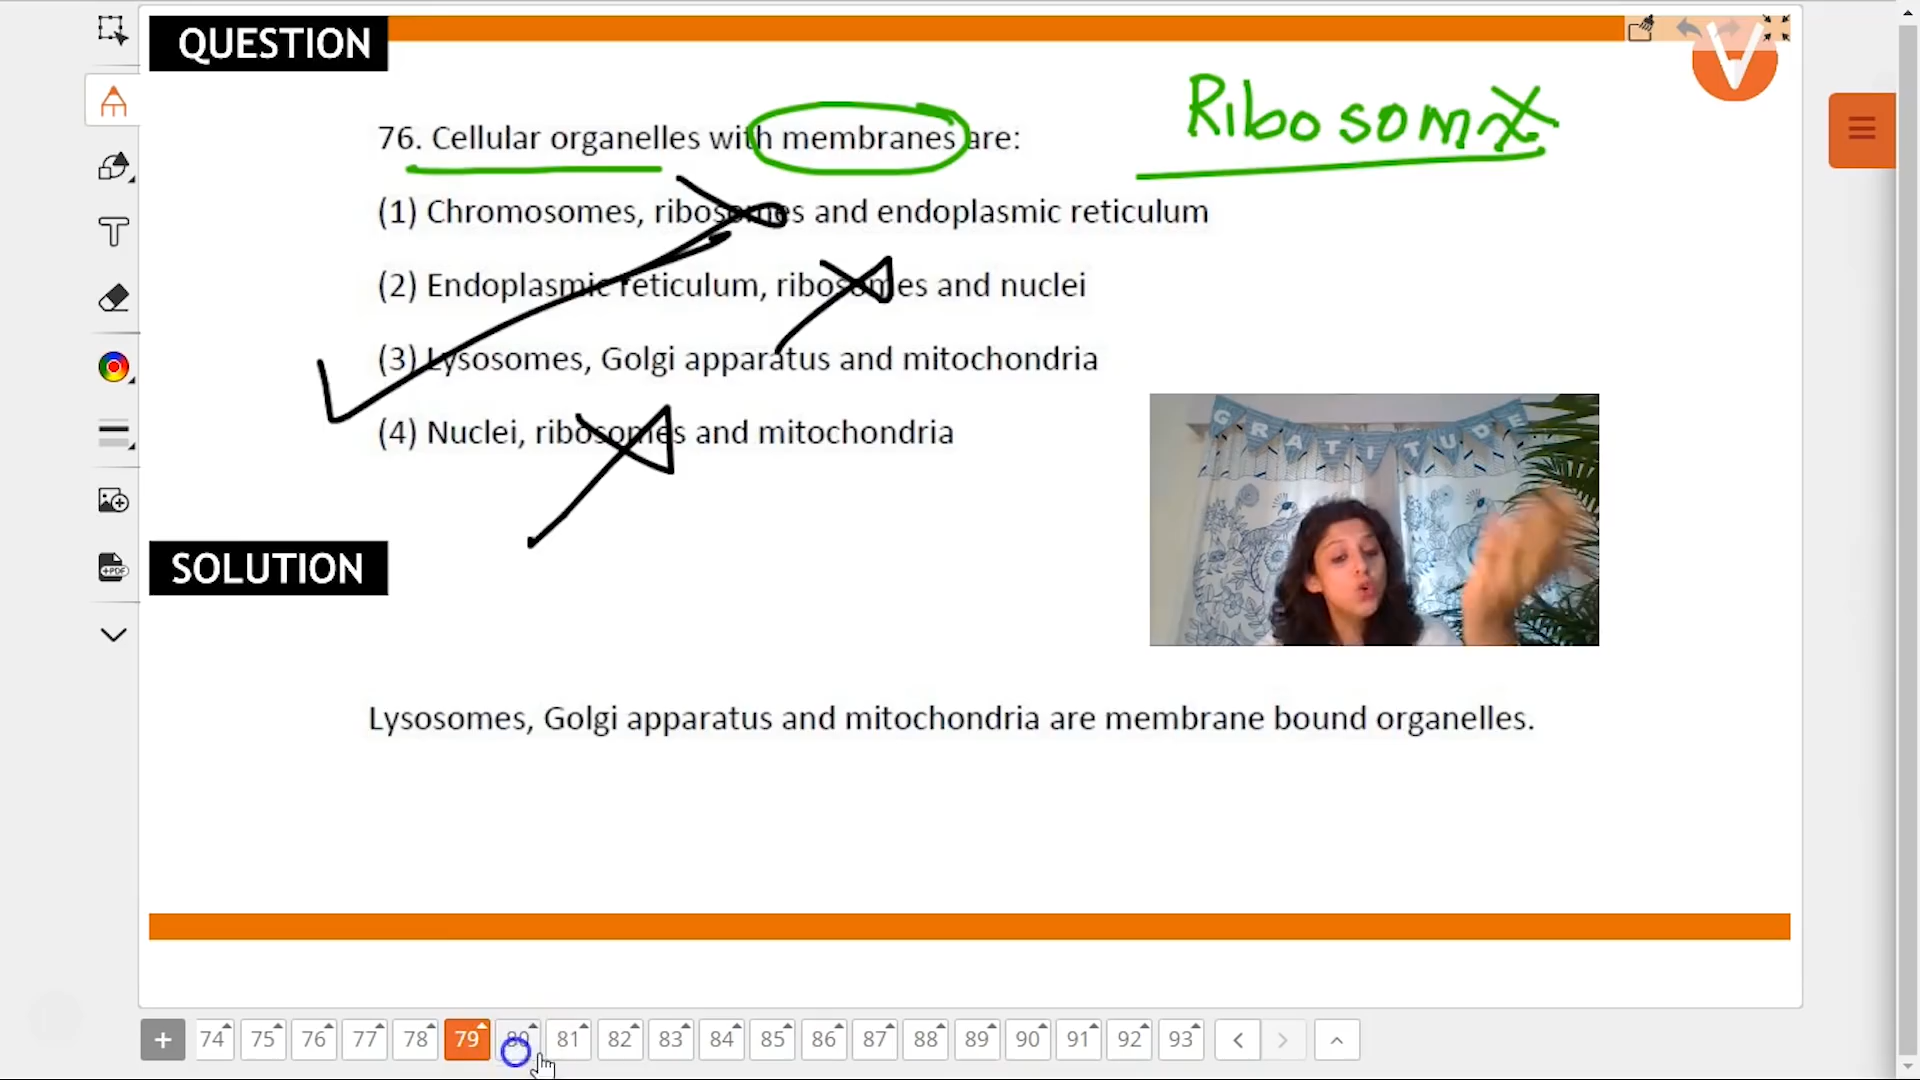 QUESTION
Ribosomx
76. Cellular organelles with membranes are:
(1) Chromosomes, ribosomes and endoplasmic reticulum
(2) Endoplasmic reticulum, ribosomes and nuclei
(3) Lysosomes, Golgi apparatus and mitochondria
(4) Nuclei, ribosomes and mitochondria
GRATITUDE
SOLUTION
Lysosomes, Golgi apparatus and mitochondria are membrane bound organelles.
T
+PDF
+ 74 75 76 77 78 79 80 81 82 83 84 85 86 87 88 89 90 91 92 93